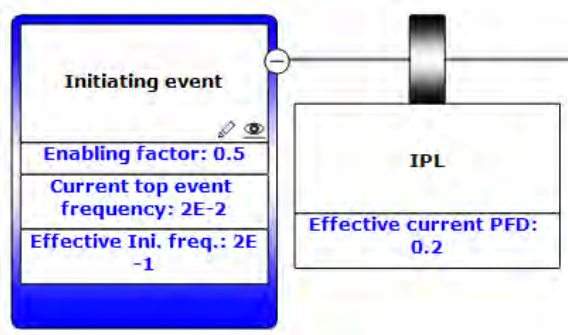 Initiating event
Enabling factor: 0.5
Current top event
frequency: 2E-2
Effective Ini. freq.: 2E
-1
IPL
Effective current PFD:
0.2